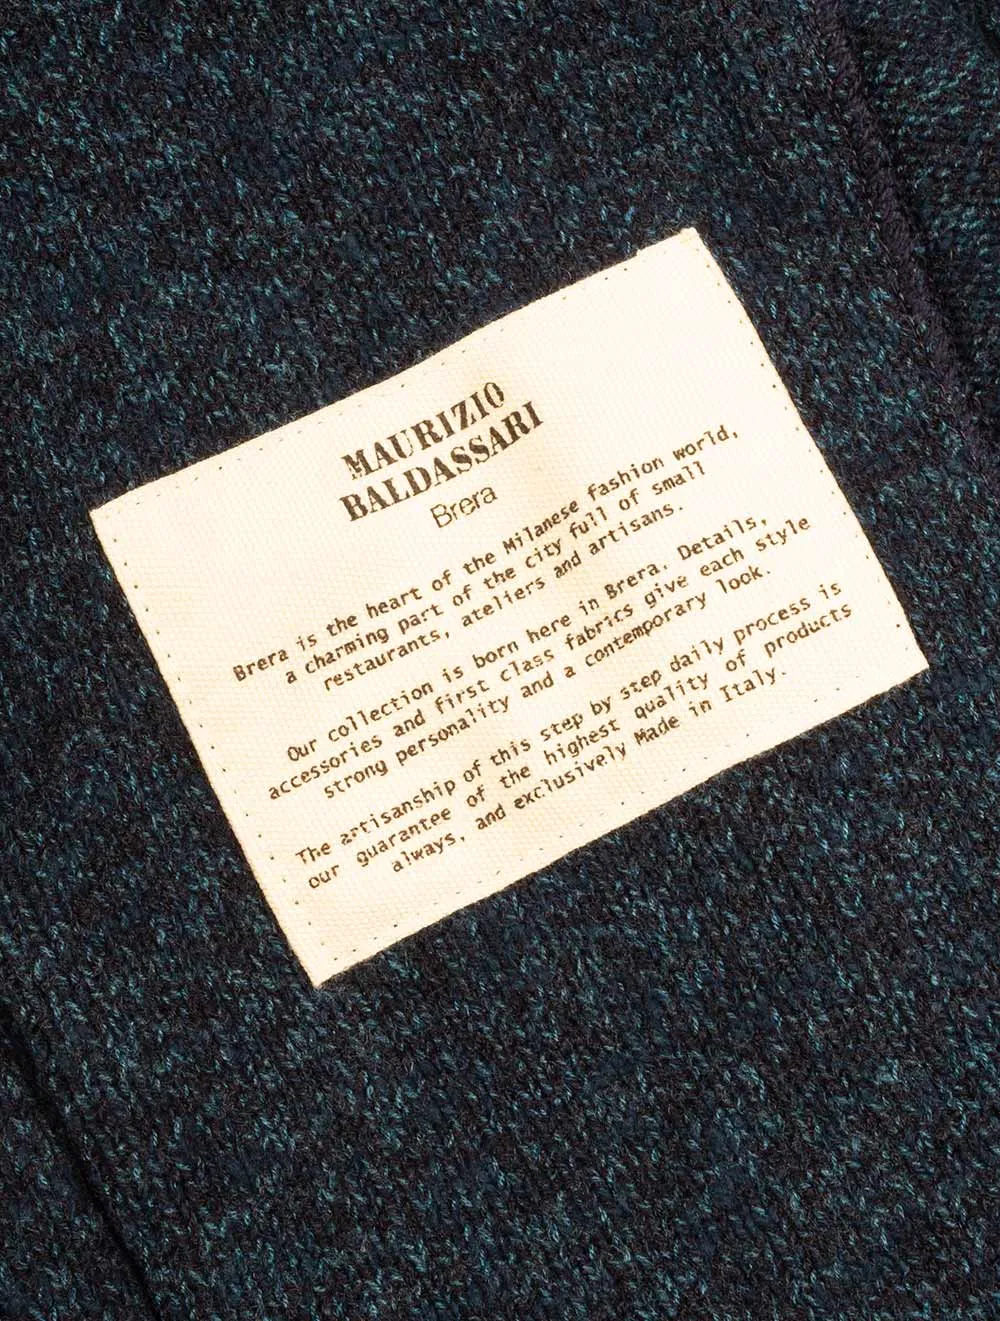 MAURIZIO
BALDASSARI
Brera
Brera is the heart of the Milanese fashion world,
a charming part of the city full of small
restaurants, ateliers and artisans.
Our collection is born here in Brera. Details,
accessories and first class fabrics give each style
strong personality and a contemporary look.
The artisanship of this step by step daily process is
our guarantee of the highest quality of products
always, and exclusively Made in Italy.